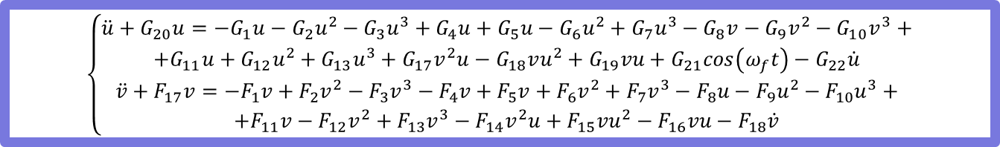 ü + G₂₀u = −G₁u − G₂u² − G₃u³ + G₄u + G₅u − G₆u² + G₇u³ − G₈v − G₉v² − G₁₀v³ +
+G₁₁u + G₁₂u² + G₁₃u³ + G₁₇v²u − G₁₈vu² + G₁₉vu + G₂₁cos(ω_f t) − G₂₂u̇
v̈ + F₁₇v = −F₁v + F₂v² − F₃v³ − F₄v + F₅v + F₆v² + F₇v³ − F₈u − F₉u² − F₁₀u³ +
+F₁₁v − F₁₂v² + F₁₃v³ − F₁₄v²u + F₁₅vu² − F₁₆vu − F₁₈v̇